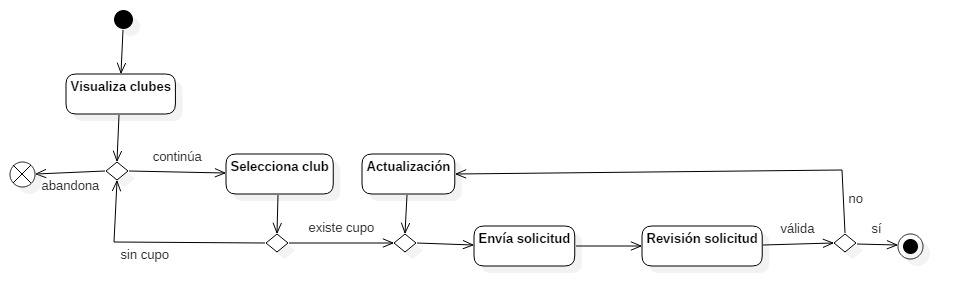 Visualiza clubes
continúa
Selecciona club
Actualización
abandona
no
existe cupo
Envía solicitud
Revisión solicitud
válida
sí
sin cupo